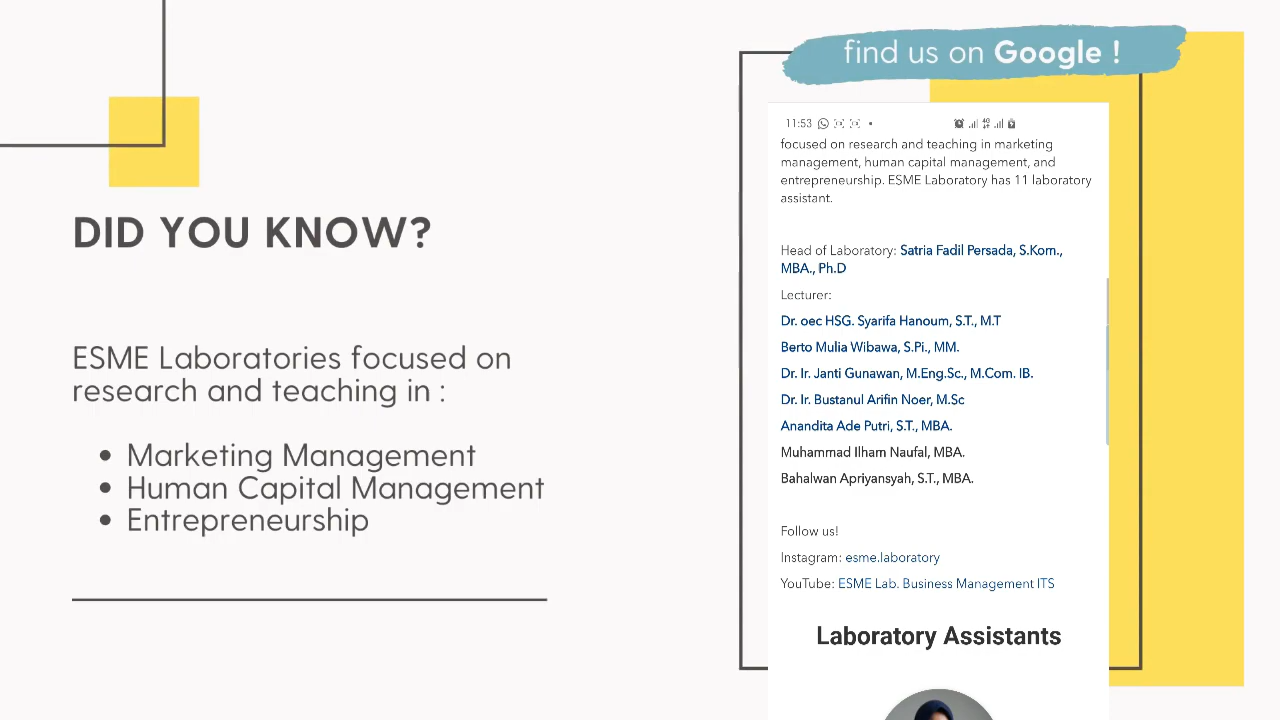 DID YOU KNOW?
ESME Laboratories focused on
research and teaching in :
• Marketing Management
• Human Capital Management
• Entrepreneurship
find us on Google !
11:53
focused on research and teaching in marketing
management, human capital management, and
entrepreneurship. ESME Laboratory has 11 laboratory
assistant.
Head of Laboratory: Satria Fadil Persada, S.Kom.,
MBA., Ph.D
Lecturer:
Dr. oec HSG. Syarifa Hanoum, S.T., M.T
Berto Mulia Wibawa, S.Pi., MM.
Dr. Ir. Janti Gunawan, M.Eng.Sc., M.Com. IB.
Dr. Ir. Bustanul Arifin Noer, M.Sc
Anandita Ade Putri, S.T., MBA.
Muhammad Ilham Naufal, MBA.
Bahalwan Apriyansyah, S.T., MBA.
Follow us!
Instagram: esme.laboratory
YouTube: ESME Lab. Business Management ITS
Laboratory Assistants